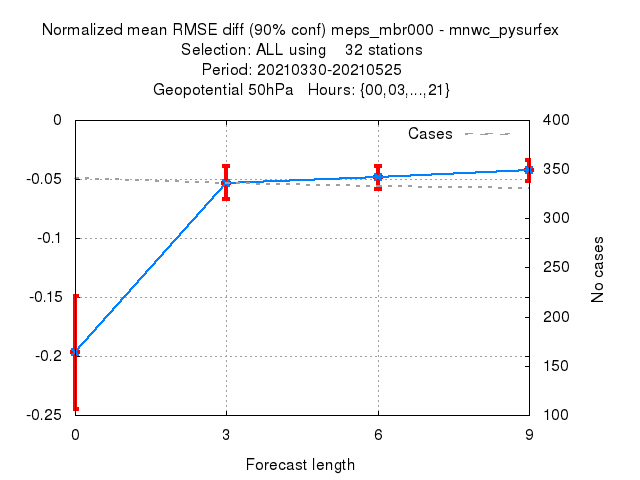 Normalized mean RMSE diff (90% conf) meps_mbr000 - mnwc_pysurfex
Selection: ALL using    32 stations
Period: 20210330-20210525
Geopotential 50hPa   Hours: {00,03,...,21}
0
-0.05
-0.1
-0.15
-0.2
-0.25
Cases
400
350
300
250
200
150
100
No cases
0 3 6 9
Forecast length